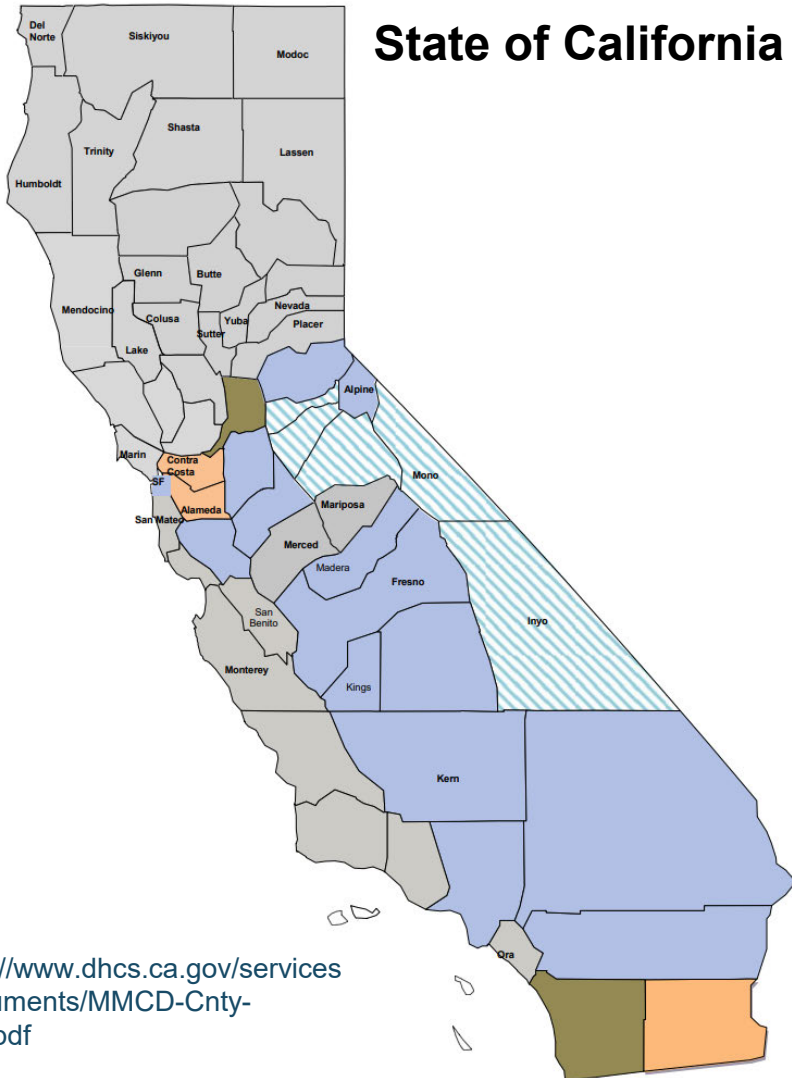 State of California
Del
Norte
Siskiyou
Modoc
Shasta
Trinity
Lassen
Humboldt
Glenn
Butte
Mendocino
Colusa
Nevada
Yuba
Sutter
Placer
Lake
Alpine
Marin
Contra
Costa
SF
Mono
Alameda
Mariposa
San Mateo
Merced
Madera
Fresno
San
Benito
Inyo
Monterey
Kings
Kern
Ora
//www.dhcs.ca.gov/services
uments/MMCD-Cnty-
pdf